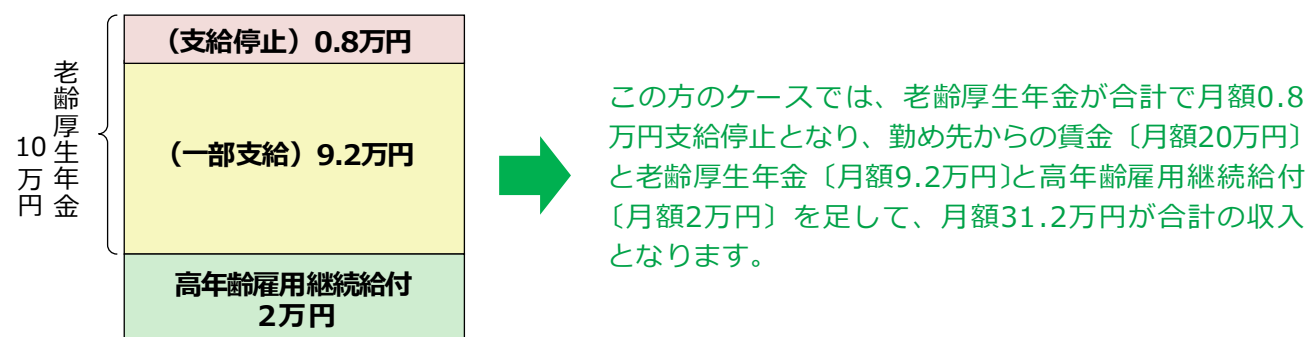 老齢厚生年金
10万円
（支給停止）0.8万円
（一部支給）9.2万円
高年齢雇用継続給付
2万円
この方のケースでは、老齢厚生年金が合計で月額0.8
万円支給停止となり、勤め先からの賃金〔月額20万円〕
と老齢厚生年金〔月額9.2万円〕と高年齢雇用継続給付
〔月額2万円〕を足して、月額31.2万円が合計の収入
となります。